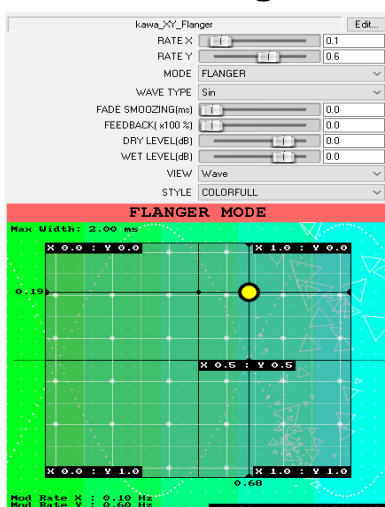 kawa_XY_Flanger Edit...
RATE X 0.1
RATE Y 0.6
MODE FLANGER
WAVE TYPE Sin
FADE SMOOZING(ms) 0.0
FEEDBACK( x100 %) 0.0
DRY LEVEL(dB) 0.0
WET LEVEL(dB) 0.0
VIEW Wave
STYLE COLORFULL
FLANGER MODE
Max Width: 2.00 ms
X 0.0 : Y 0.0 X 1.0 : Y 0.0
0.19
X 0.5 : Y 0.5
X 0.0 : Y 1.0 X 1.0 : Y 1.0
0.68
Mod Rate X : 0.10 Hz
Mod Rate Y : 0.60 Hz